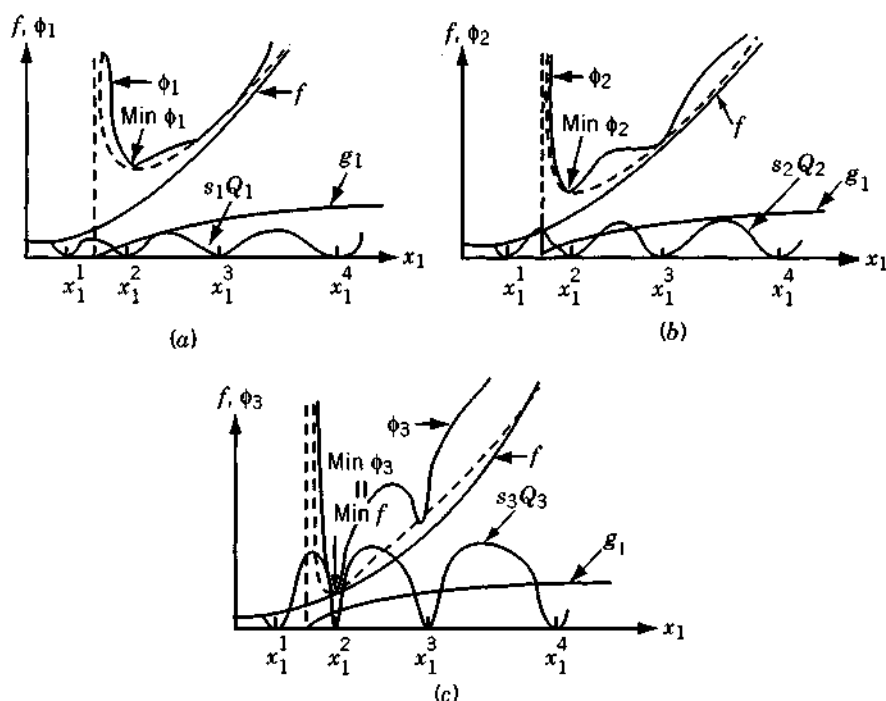 f, ϕ₁
ϕ₁
f
Min ϕ₁
g₁
s₁Q₁
x₁
x₁¹
x₁²
x₁³
x₁⁴
(a)
f, ϕ₂
ϕ₂
Min ϕ₂
f
s₂Q₂
g₁
x₁
x₁¹
x₁²
x₁³
x₁⁴
(b)
f, ϕ₃
ϕ₃
Min ϕ₃
=
Min f
f
s₃Q₃
g₁
x₁
x₁¹
x₁²
x₁³
x₁⁴
(c)